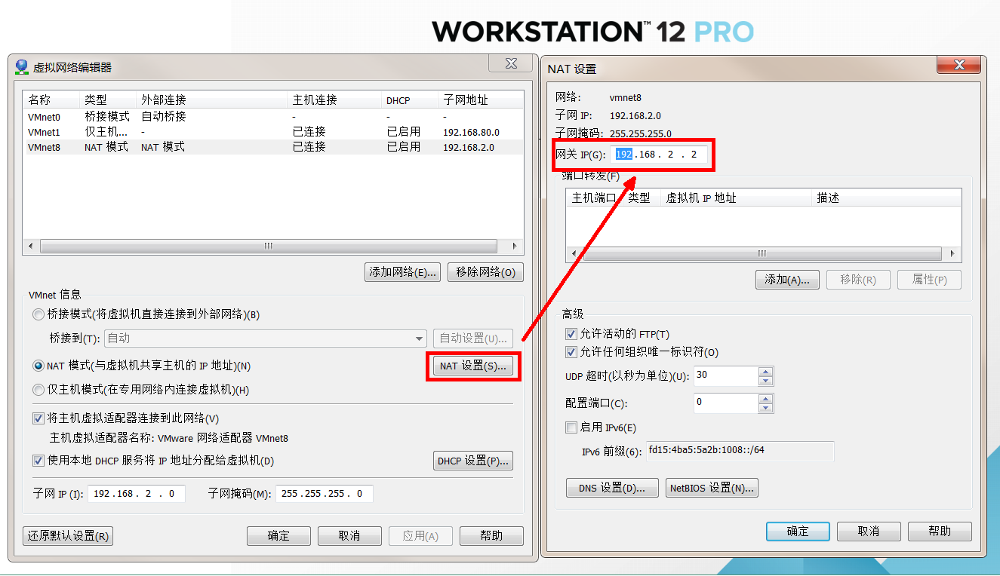 WORKSTATION™ 12 PRO
虚拟网络编辑器
名称 类型 外部连接 主机连接 DHCP 子网地址
VMnet0 桥接模式 自动桥接 - - -
VMnet1 仅主机... - 已连接 已启用 192.168.80.0
VMnet8 NAT 模式 NAT 模式 已连接 已启用 192.168.2.0
添加网络(E)... 移除网络(O)
VMnet 信息
桥接模式(将虚拟机直接连接到外部网络)(B)
桥接到(T): 自动 自动设置(U)...
NAT 模式(与虚拟机共享主机的 IP 地址)(N) NAT 设置(S)...
仅主机模式(在专用网络内连接虚拟机)(H)
将主机虚拟适配器连接到此网络(V)
主机虚拟适配器名称: VMware 网络适配器 VMnet8
使用本地 DHCP 服务将 IP 地址分配给虚拟机(D) DHCP 设置(P)...
子网 IP (I): 192.168. 2 . 0 子网掩码(M): 255.255.255. 0
还原默认设置(R) 确定 取消 应用(A) 帮助
NAT 设置
网络: vmnet8
子网 IP: 192.168.2.0
子网掩码: 255.255.255.0
网关 IP(G): 192.168. 2 . 2
端口转发(F)
主机端口 类型 虚拟机 IP 地址 描述
添加(A)... 移除(R) 属性(P)
高级
允许活动的 FTP(T)
允许任何组织唯一标识符(O)
UDP 超时(以秒为单位)(U): 30
配置端口(C): 0
启用 IPv6(E)
IPv6 前缀(6): fd15:4ba5:5a2b:1008::/64
DNS 设置(D)... NetBIOS 设置(N)...
确定 取消 帮助